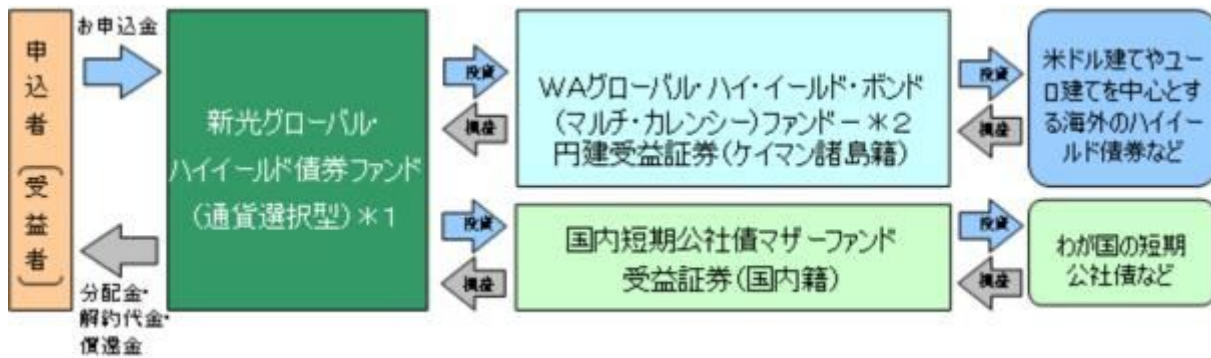 申込者(受益者)
お申込金
分配金・
解約代金・
償還金
新光グローバル・
ハイイールド債券ファンド
(通貨選択型)*1
投資
損益
投資
損益
WAグローバル・ハイ・イールド・ボンド
(マルチ・カレンシー)ファンド－*2
円建受益証券(ケイマン諸島籍)
国内短期公社債マザーファンド
受益証券(国内籍)
投資
損益
投資
損益
米ドル建てやユー
ロ建てを中心とす
る海外のハイイー
ルド債券など
わが国の短期
公社債など